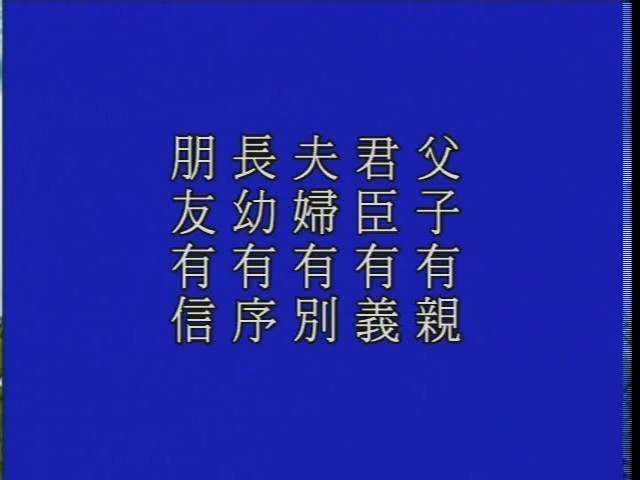 父子有親
君臣有義
夫婦有別
長幼有序
朋友有信